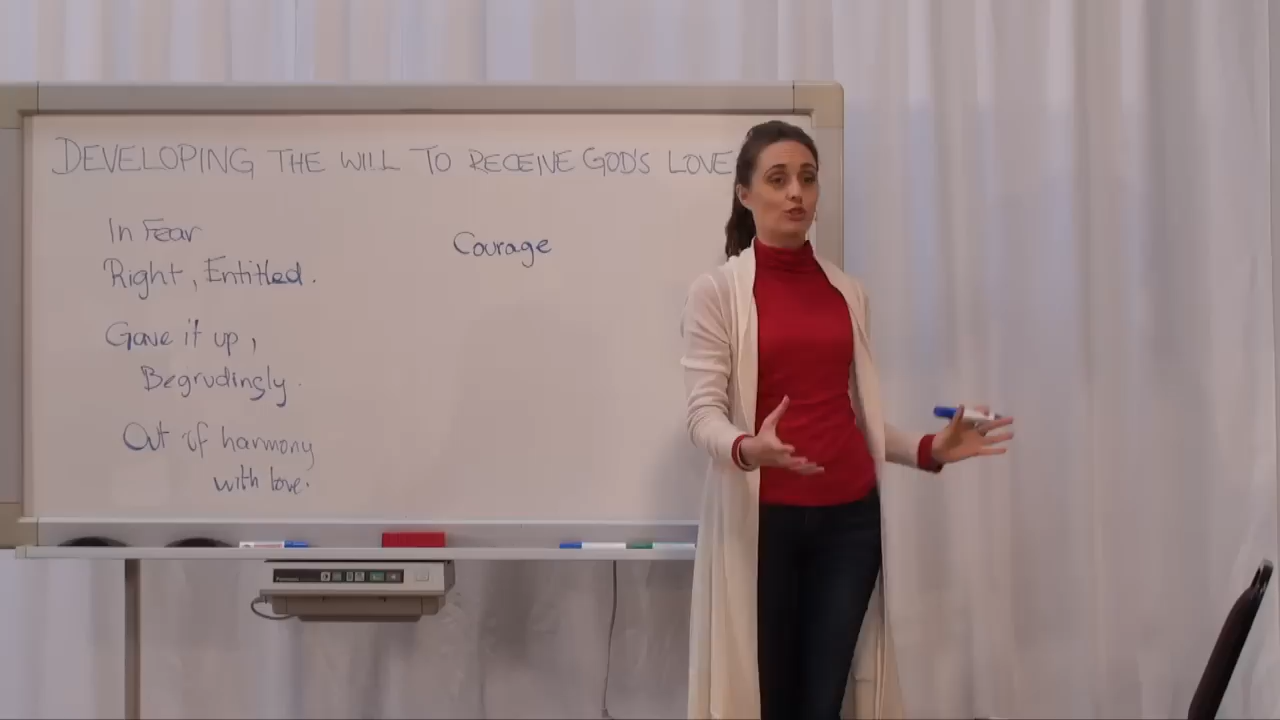 DEVELOPING THE WILL TO RECEIVE GOD'S LOVE
In Fear
Right, Entitled.
Courage
Gave it up,
Begrudingly.
Out of harmony
with love.
Panasonic